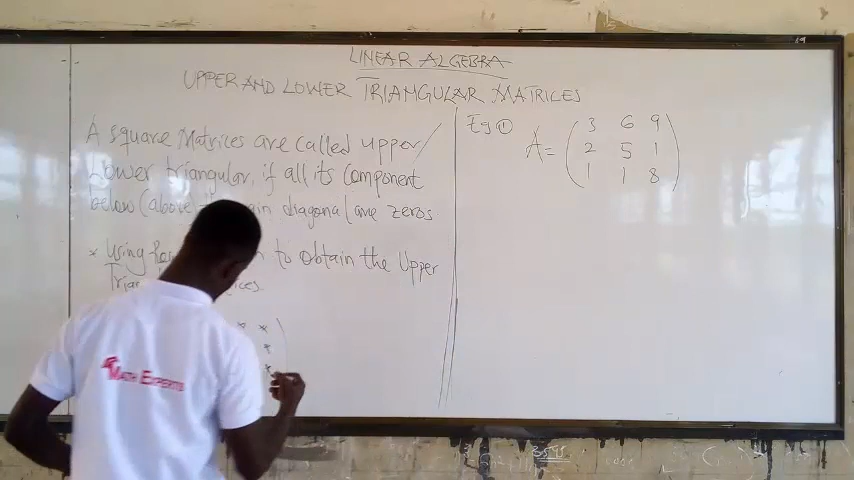 LINEAR ALGEBRA
UPPER AND LOWER TRIAMGULAR MATRICES
A square Matrices are called upper/
Lower triangular, if all its Component
below (above main diagonal are zeros
* Using to obtain the Upper
Eg ①
A = ( 3 6 9
2 5 1
1 1 8 )
* *
*
*
MATH EXPERTS